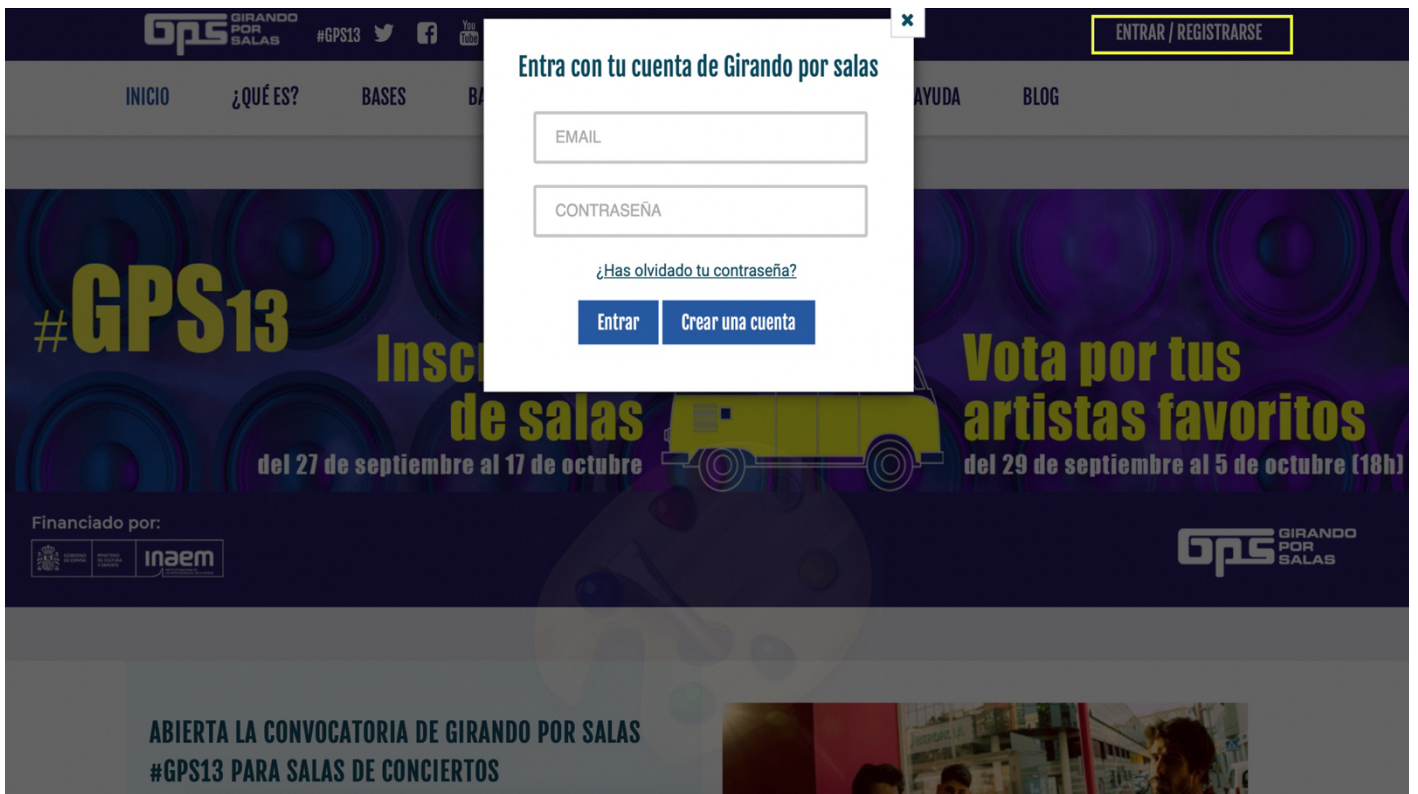 GPS GIRANDO POR SALAS
#GPS13
You Tube
ENTRAR / REGISTRARSE
INICIO
¿QUÉ ES?
BASES
AYUDA
BLOG
Entra con tu cuenta de Girando por salas
EMAIL
CONTRASEÑA
¿Has olvidado tu contraseña?
Entrar
Crear una cuenta
#GPS13
de salas
del 27 de septiembre al 17 de octubre
Vota por tus
artistas favoritos
del 29 de septiembre al 5 de octubre (18h)
Financiado por:
inaem
GPS GIRANDO POR SALAS
ABIERTA LA CONVOCATORIA DE GIRANDO POR SALAS
#GPS13 PARA SALAS DE CONCIERTOS